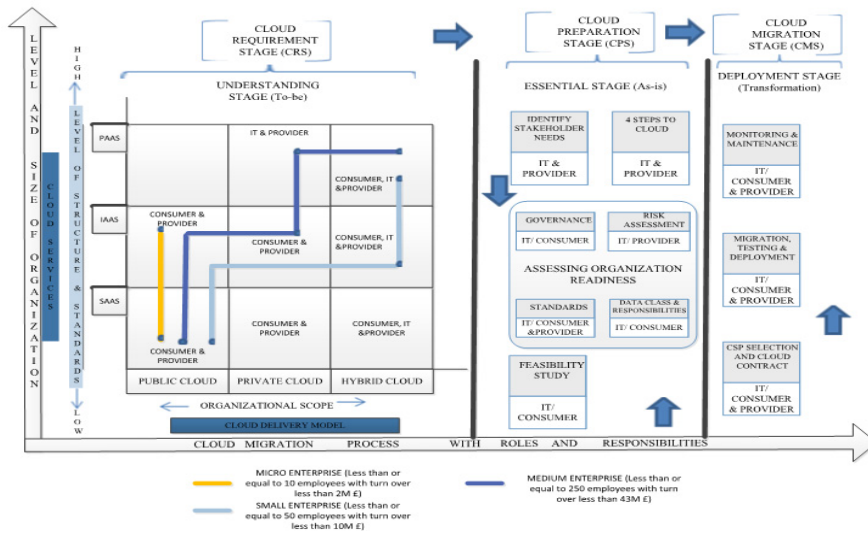 CLOUD
REQUIREMENT
STAGE (CRS)
CLOUD
PREPARATION
STAGE (CPS)
CLOUD
MIGRATION
STAGE (CMS)
UNDERSTANDING
STAGE (To-be)
ESSENTIAL STAGE (As-is)
DEPLOYMENT STAGE
(Transformation)
LEVEL AND SIZE OF ORGANIZATION
CLOUD SERVICES
HIGH
LEVEL OF STRUCTURE & STANDARDS
LOW
PAAS
IAAS
SAAS
IT & PROVIDER
CONSUMER, IT
&PROVIDER
CONSUMER &
PROVIDER
CONSUMER
& PROVIDER
CONSUMER, IT
&PROVIDER
CONSUMER &
PROVIDER
CONSUMER
& PROVIDER
CONSUMER, IT
&PROVIDER
PUBLIC CLOUD
PRIVATE CLOUD
HYBRID CLOUD
ORGANIZATIONAL SCOPE
CLOUD DELIVERY MODEL
IDENTIFY
STAKEHOLDER
NEEDS
IT &
PROVIDER
4 STEPS TO
CLOUD
IT &
PROVIDER
GOVERNANCE
IT/ CONSUMER
RISK
ASSESSMENT
IT/ PROVIDER
ASSESSING ORGANIZATION
READINESS
STANDARDS
IT/
CONSUMER&PROVIDER
DATA CLASS &
RESPONSIBILITIES
IT/ CONSUMER
FEASIBILITY
STUDY
IT/
CONSUMER
MONITORING &
MAINTENANCE
IT/
CONSUMER
& PROVIDER
MIGRATION,
TESTING &
DEPLOYMENT
IT/
CONSUMER
& PROVIDER
CSP SELECTION
AND CLOUD
CONTRACT
IT/
CONSUMER
& PROVIDER
CLOUD MIGRATION PROCESS WITH ROLES AND RESPONSIBILITIES
MICRO ENTERPRISE (Less than or
equal to 10 employees with turn over
less than 2M £)
SMALL ENTERPRISE (Less than or
equal to 50 employees with turn over
less than 10M £)
MEDIUM ENTERPRISE (Less than or
equal to 250 employees with turn
over less than 43M £)